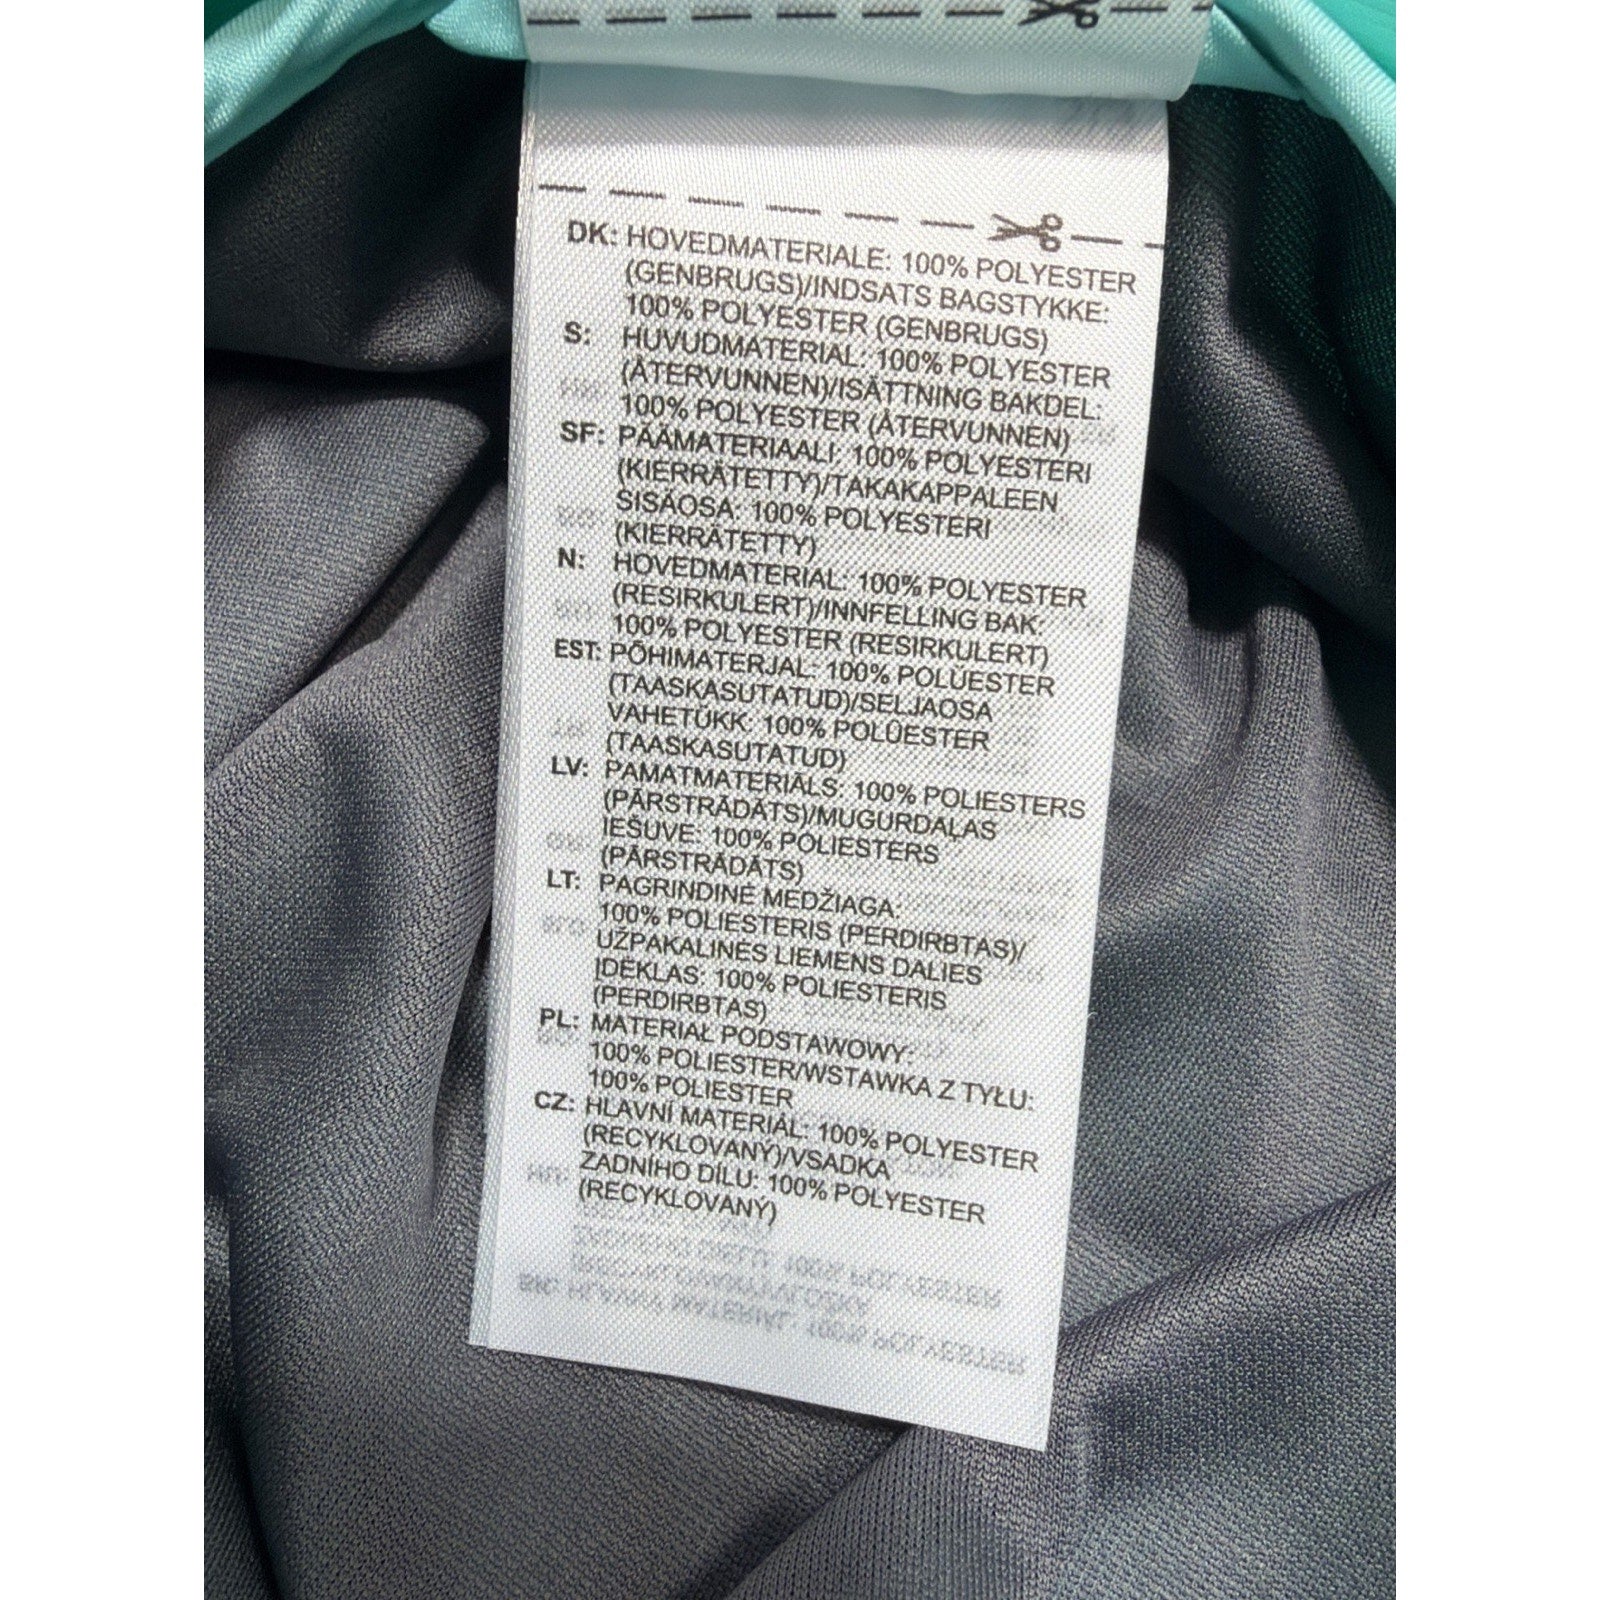 DK: HOVEDMATERIALE: 100% POLYESTER
(GENBRUGS)/INDSATS BAGSTYKKE:
100% POLYESTER (GENBRUGS)
S: HUVUDMATERIAL: 100% POLYESTER
(ÅTERVUNNEN)/ISÄTTNING BAKDEL:
100% POLYESTER (ÅTERVUNNEN)
SF: PÄÄMATERIAALI: 100% POLYESTERI
(KIERRÄTETTY)/TAKAKAPPALEEN
SISÄOSA: 100% POLYESTERI
(KIERRÄTETTY)
N: HOVEDMATERIAL: 100% POLYESTER
(RESIRKULERT)/INNFELLING BAK:
100% POLYESTER (RESIRKULERT)
EST: PÕHIMATERJAL: 100% POLÜESTER
(TAASKASUTATUD)/SELJAOSA
VAHETÜKK: 100% POLÜESTER
(TAASKASUTATUD)
LV: PAMATMATERIĀLS: 100% POLIESTERS
(PĀRSTRĀDĀTS)/MUGURDAĻAS
IEŠUVE: 100% POLIESTERS
(PĀRSTRĀDĀTS)
LT: PAGRINDINĖ MEDŽIAGA:
100% POLIESTERIS (PERDIRBTAS)/
UŽPAKALINĖS LIEMENS DALIES
ĮDĖKLAS: 100% POLIESTERIS
(PERDIRBTAS)
PL: MATERIAŁ PODSTAWOWY:
100% POLIESTER/WSTAWKA Z TYŁU:
100% POLIESTER
CZ: HLAVNÍ MATERIÁL: 100% POLYESTER
(RECYKLOVANÝ)/VSADKA
ZADNÍHO DÍLU: 100% POLYESTER
(RECYKLOVANÝ)